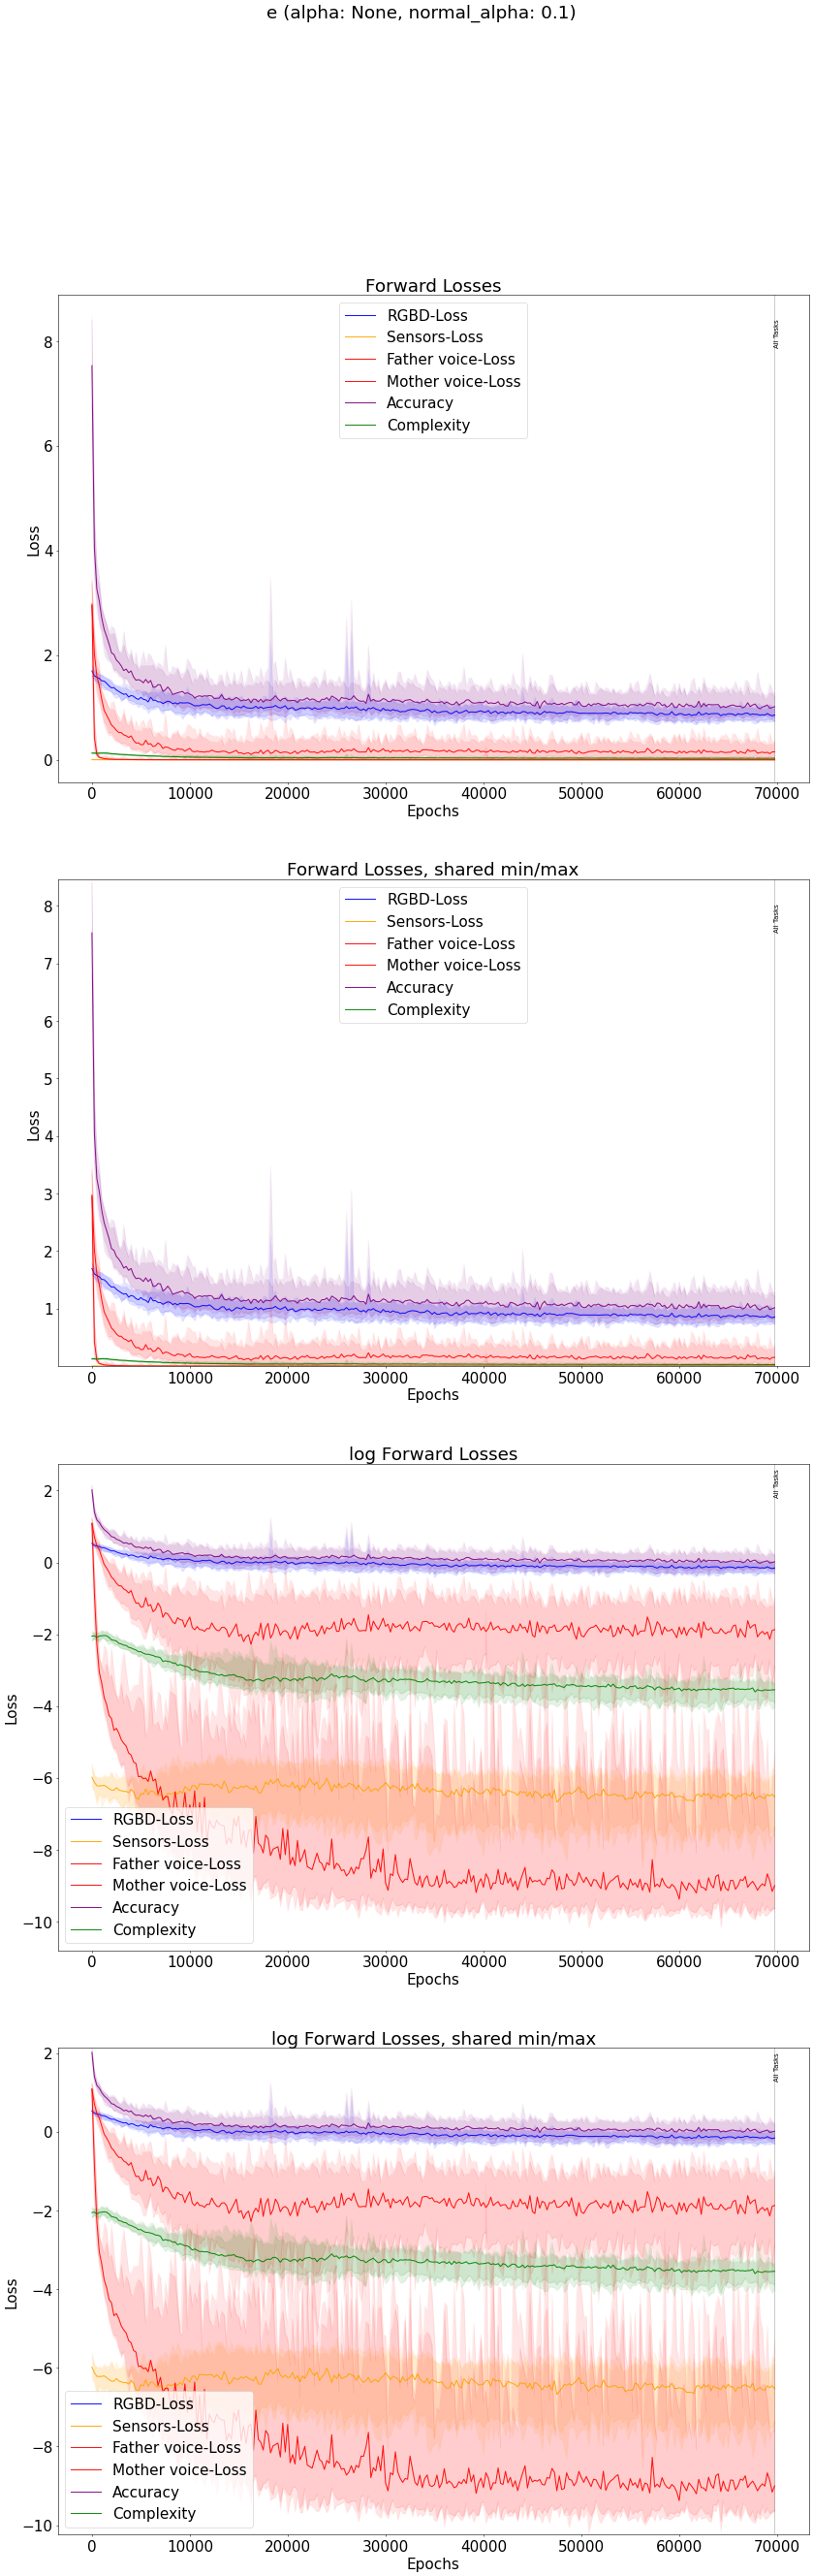 e (alpha: None, normal_alpha: 0.1)
Forward Losses
RGBD-Loss
Sensors-Loss
Father voice-Loss
Mother voice-Loss
Accuracy
Complexity
All Tasks
8
6
4
2
0
Loss
0 10000 20000 30000 40000 50000 60000 70000
Epochs
Forward Losses, shared min/max
RGBD-Loss
Sensors-Loss
Father voice-Loss
Mother voice-Loss
Accuracy
Complexity
All Tasks
8
7
6
5
4
3
2
1
Loss
0 10000 20000 30000 40000 50000 60000 70000
Epochs
log Forward Losses
All Tasks
2
0
−2
−4
−6
−8
−10
Loss
RGBD-Loss
Sensors-Loss
Father voice-Loss
Mother voice-Loss
Accuracy
Complexity
0 10000 20000 30000 40000 50000 60000 70000
Epochs
log Forward Losses, shared min/max
All Tasks
2
0
−2
−4
−6
−8
−10
Loss
RGBD-Loss
Sensors-Loss
Father voice-Loss
Mother voice-Loss
Accuracy
Complexity
0 10000 20000 30000 40000 50000 60000 70000
Epochs